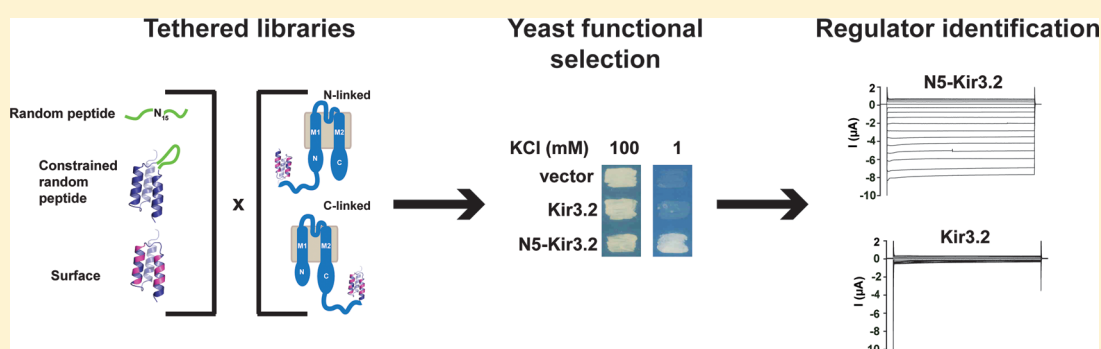 Tethered libraries
Yeast functional
selection
Regulator identification
Random peptide
N15
Constrained
random
peptide
Surface
x
N-linked
M1 M2
N
C
C-linked
M1 M2
N
C
KCl (mM) 100 1
vector
Kir3.2
N5-Kir3.2
N5-Kir3.2
I (μA)
2
0
-2
-4
-6
-8
-10
Kir3.2
I (μA)
2
0
-2
-4
-6
-8